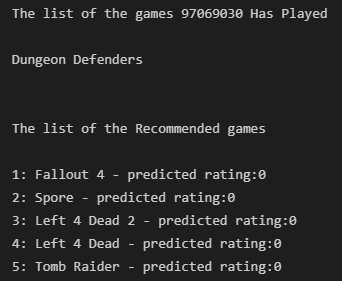 The list of the games 97069030 Has Played
Dungeon Defenders
The list of the Recommended games
1: Fallout 4 - predicted rating:0
2: Spore - predicted rating:0
3: Left 4 Dead 2 - predicted rating:0
4: Left 4 Dead - predicted rating:0
5: Tomb Raider - predicted rating:0